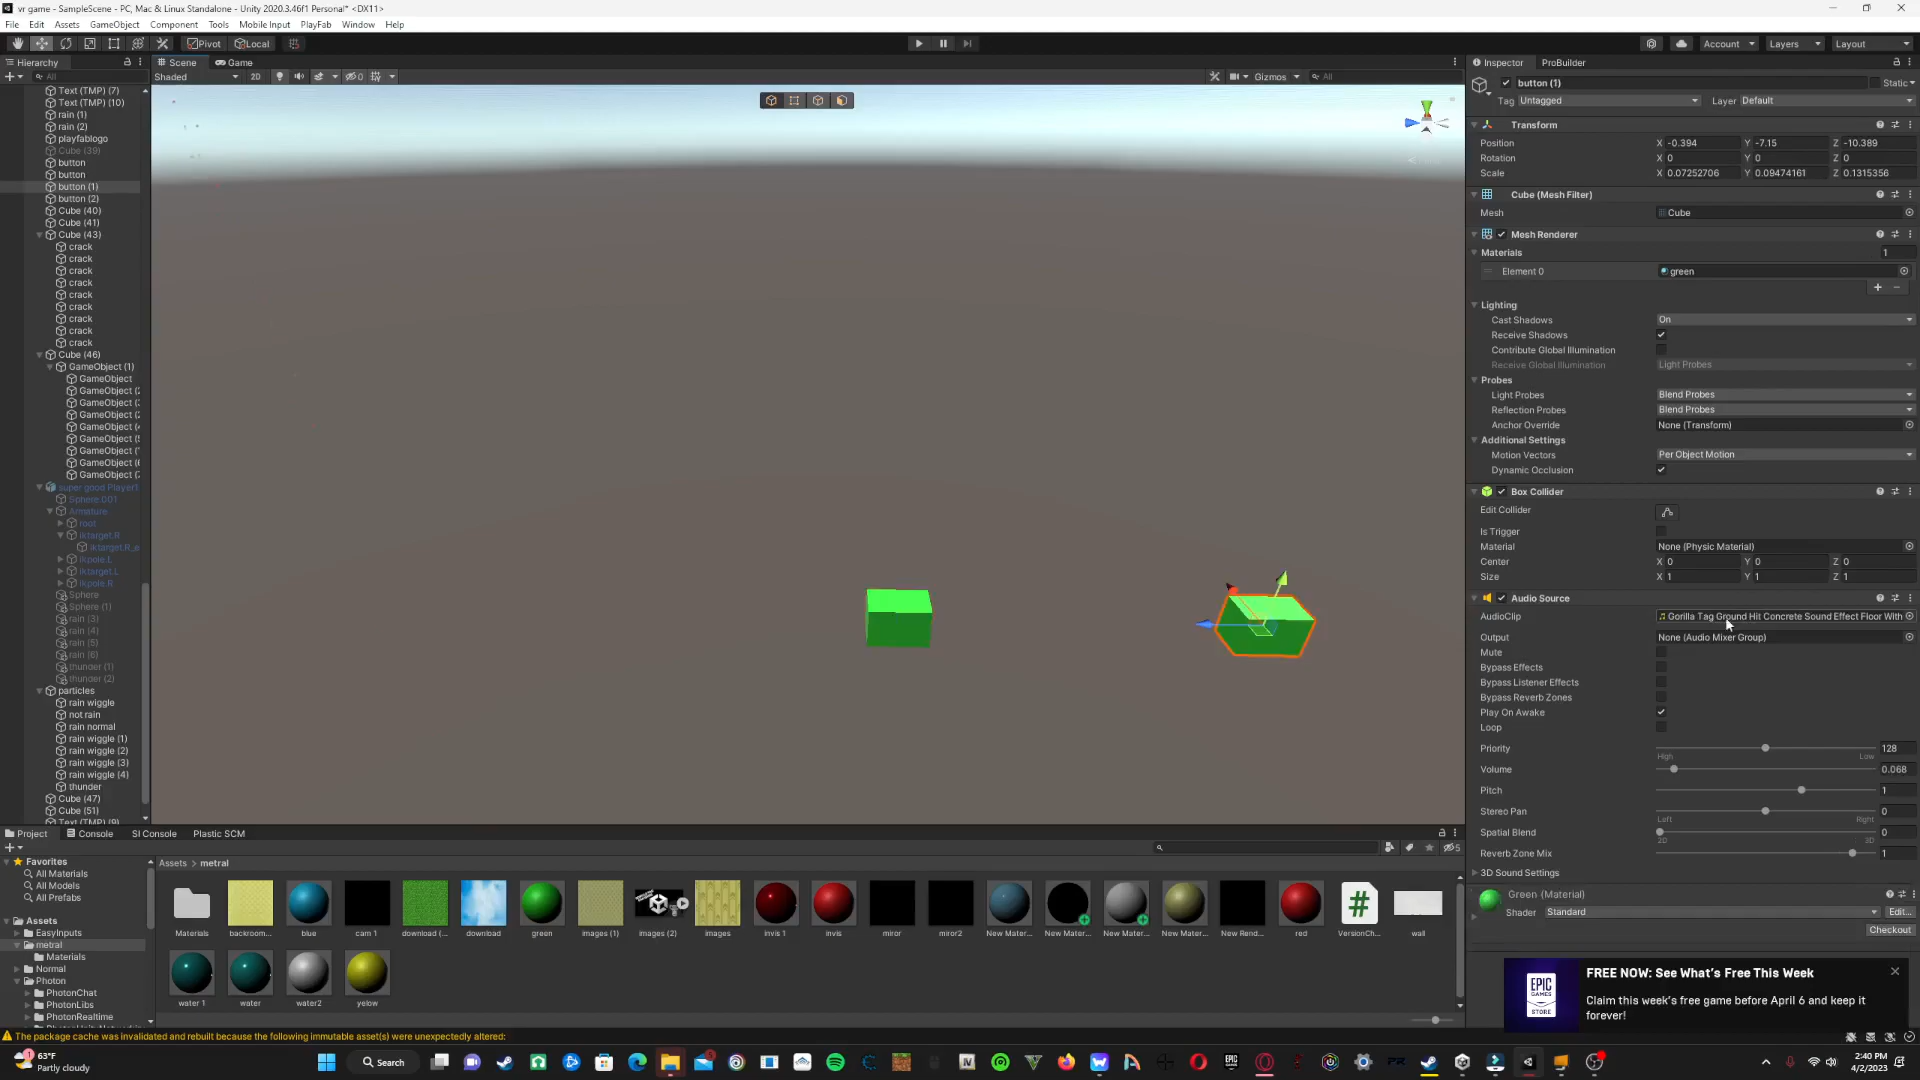 vr game - SampleScene - PC, Mac & Linux Standalone - Unity 2020.3.46f1 Personal* <DX11>
File Edit Assets GameObject Component Tools Mobile Input PlayFab Window Help
Pivot Local Account Layers Layout
Hierarchy Scene Game Inspector ProBuilder
All Shaded 2D 0 Gizmos All
button (1) Static
Tag Untagged Layer Default
Text (TMP) (7)
Text (TMP) (10)
rain (1)
rain (2)
playfablogo
Cube (39)
button
button
button (1)
button (2)
Cube (40)
Cube (41)
Cube (43)
crack
crack
crack
crack
crack
crack
crack
crack
crack
Cube (46)
GameObject (1)
GameObject
GameObject (
GameObject (
GameObject (
GameObject (
GameObject (
GameObject (
GameObject (
GameObject (
super good Player1
Sphere.001
Armature
root
iktarget.R
iktarget.R_e
ikpole.L
iktarget.L
ikpole.R
Sphere
Sphere (1)
rain (3)
rain (4)
rain (5)
rain (6)
thunder (1)
thunder (2)
particles
rain wiggle
not rain
rain normal
rain wiggle (1)
rain wiggle (2)
rain wiggle (3)
rain wiggle (4)
thunder
Cube (47)
Cube (51)
Text (TMP) (9)
Transform
Position X -0.394 Y -7.15 Z -10.389
Rotation X 0 Y 0 Z 0
Scale X 0.07252706 Y 0.09474161 Z 0.1315356
Cube (Mesh Filter)
Mesh Cube
Mesh Renderer
Materials 1
Element 0 green
Lighting
Cast Shadows On
Receive Shadows
Contribute Global Illumination
Receive Global Illumination Light Probes
Probes
Light Probes Blend Probes
Reflection Probes Blend Probes
Anchor Override None (Transform)
Additional Settings
Motion Vectors Per Object Motion
Dynamic Occlusion
Box Collider
Edit Collider
Is Trigger
Material None (Physic Material)
Center X 0 Y 0 Z 0
Size X 1 Y 1 Z 1
Audio Source
AudioClip Gorilla Tag Ground Hit Concrete Sound Effect Floor With
Output None (Audio Mixer Group)
Mute
Bypass Effects
Bypass Listener Effects
Bypass Reverb Zones
Play On Awake
Loop
Priority 128
High Low
Volume 0.068
Pitch 1
Stereo Pan 0
Left Right
Spatial Blend 0
2D 3D
Reverb Zone Mix 1
3D Sound Settings
Green (Material)
Shader Standard Edit...
Checkout
Project Console SI Console Plastic SCM
5
Favorites
All Materials
All Models
All Prefabs
Assets
EasyInputs
metral
Materials
Normal
Photon
PhotonChat
PhotonLibs
PhotonRealtime
Assets > metral
Materials backroom... blue cam 1 download (... download green images (1) images (2) images invis 1 invis miror miror2 New Mater... New Mater... New Mater... New Mater... New Rend... red VersionCh... wall
water 1 water water2 yelow
EPIC GAMES STORE
FREE NOW: See What's Free This Week
Claim this week's free game before April 6 and keep it forever!
The package cache was invalidated and rebuilt because the following immutable asset(s) were unexpectedly altered:
63°F
Partly cloudy
Search
2:40 PM
4/2/2023